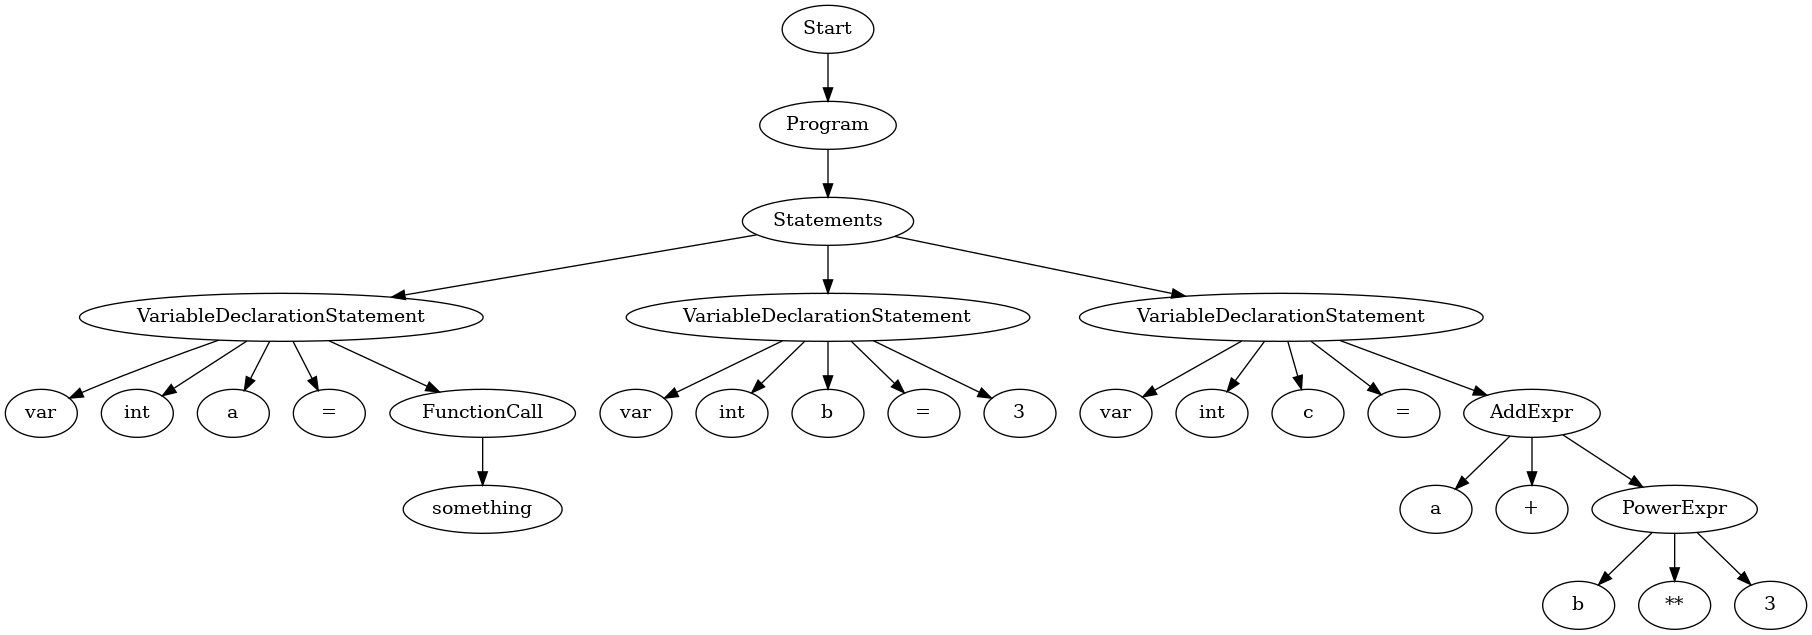 Start
Program
Statements
VariableDeclarationStatement VariableDeclarationStatement VariableDeclarationStatement
var int a = FunctionCall var int b = 3 var int c = AddExpr
something a + PowerExpr
b ** 3